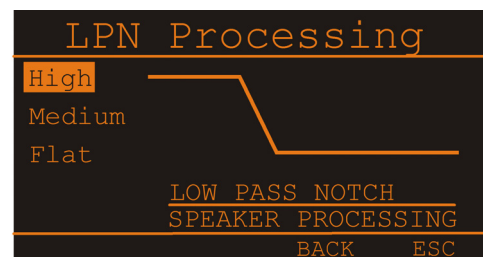 LPN Processing
High
Medium
Flat
LOW PASS NOTCH
SPEAKER PROCESSING
BACK ESC